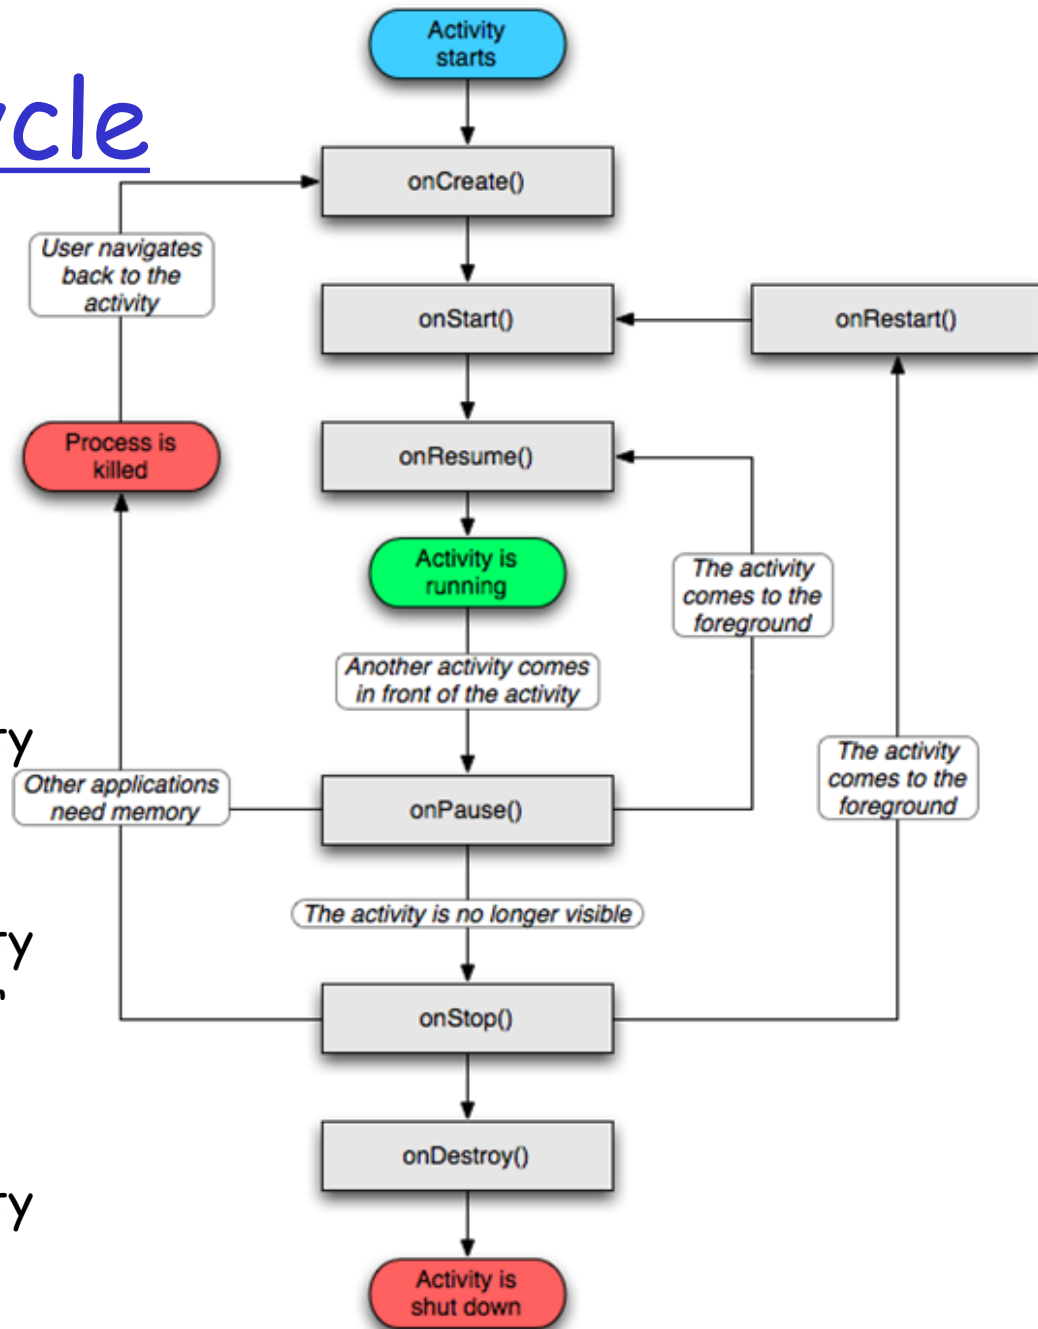 Activity
starts
ycle
onCreate()
User navigates
back to the
activity
onStart()
onRestart()
Process is
killed
onResume()
Activity is
running
The activity
comes to the
foreground
Another activity comes
in front of the activity
ry
Other applications
need memory
onPause()
The activity
comes to the
foreground
The activity is no longer visible
ry
onStop()
onDestroy()
ry
Activity is
shut down